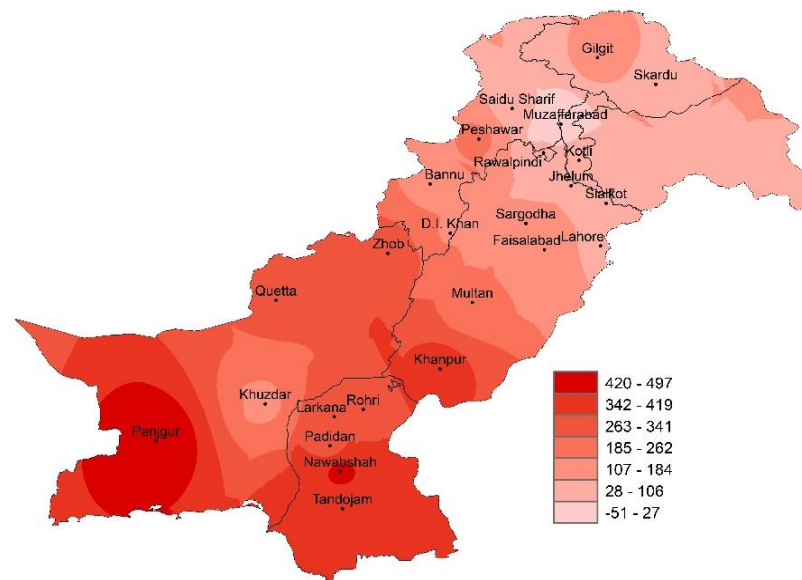 Gilgit
Skardu
Saidu Sharif
Muzaffarabad
Peshawar
Rawalpindi
Kotli
Bannu
Jhelum
Sialkot
Sargodha
D.I. Khan
Zhob
Faisalabad
Lahore
Quetta
Multan
Khanpur
Khuzdar
Rohri
Larkana
Panjgur
Padidan
Nawabshah
Tandojam
420 - 497
342 - 419
263 - 341
185 - 262
107 - 184
28 - 106
-51 - 27